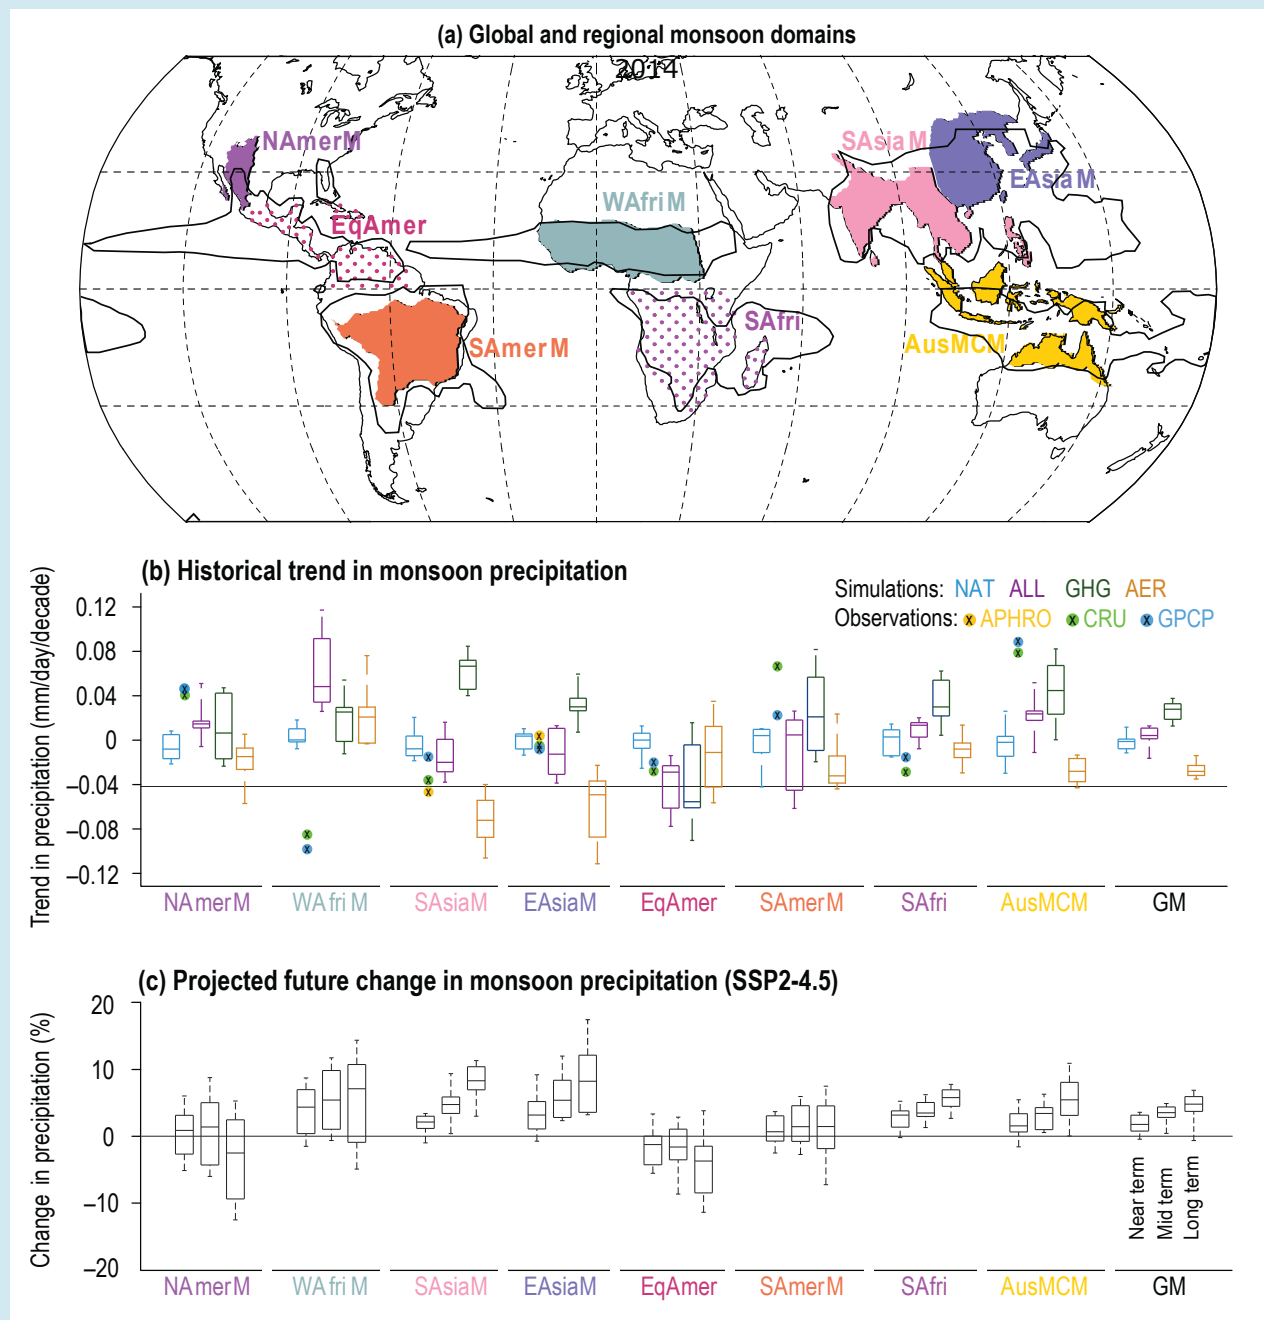 (a) Global and regional monsoon domains
2014
NAmerM
SAsiaM
EAsiaM
WAfriM
EqAmer
SAfri
SAmerM
AusMCM
(b) Historical trend in monsoon precipitation
Simulations: NAT ALL GHG AER
Observations: APHRO CRU GPCP
Trend in precipitation (mm/day/decade)
0.12
0.08
0.04
0
–0.04
–0.08
–0.12
NAmerM WAfriM SAsiaM EAsiaM EqAmer SAmerM SAfri AusMCM GM
(c) Projected future change in monsoon precipitation (SSP2-4.5)
Change in precipitation (%)
20
10
0
–10
–20
Near term
Mid term
Long term
NAmerM WAfriM SAsiaM EAsiaM EqAmer SAmerM SAfri AusMCM GM